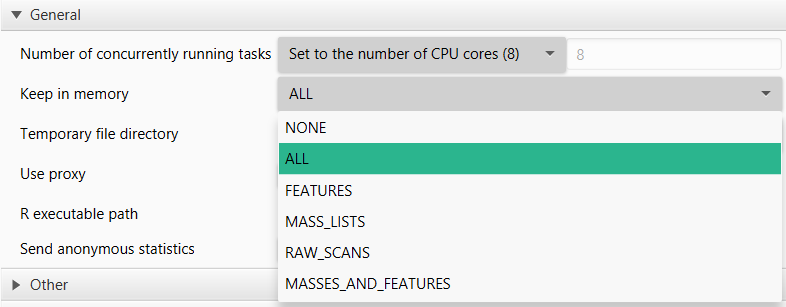 General
Number of concurrently running tasks Set to the number of CPU cores (8) 8
Keep in memory ALL
NONE
Temporary file directory
ALL
Use proxy
FEATURES
R executable path
MASS_LISTS
Send anonymous statistics
RAW_SCANS
Other
MASSES_AND_FEATURES